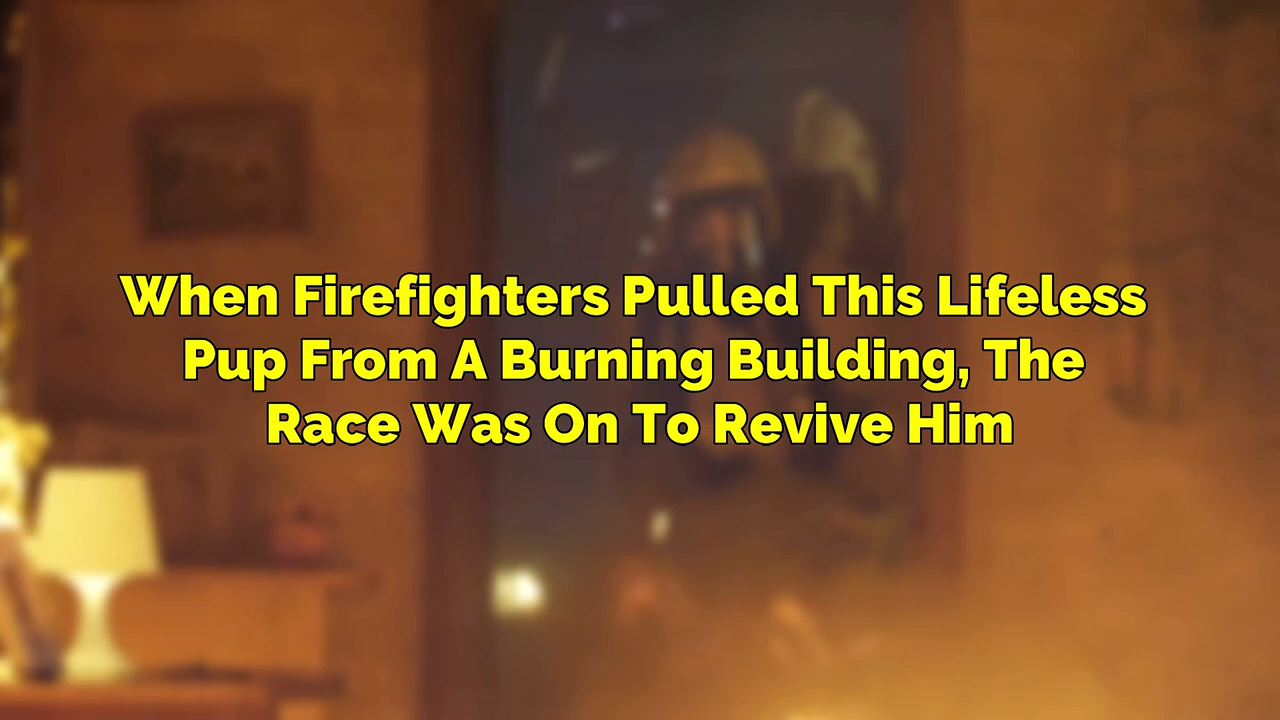 When Firefighters Pulled This Lifeless
Pup From A Burning Building, The
Race Was On To Revive Him